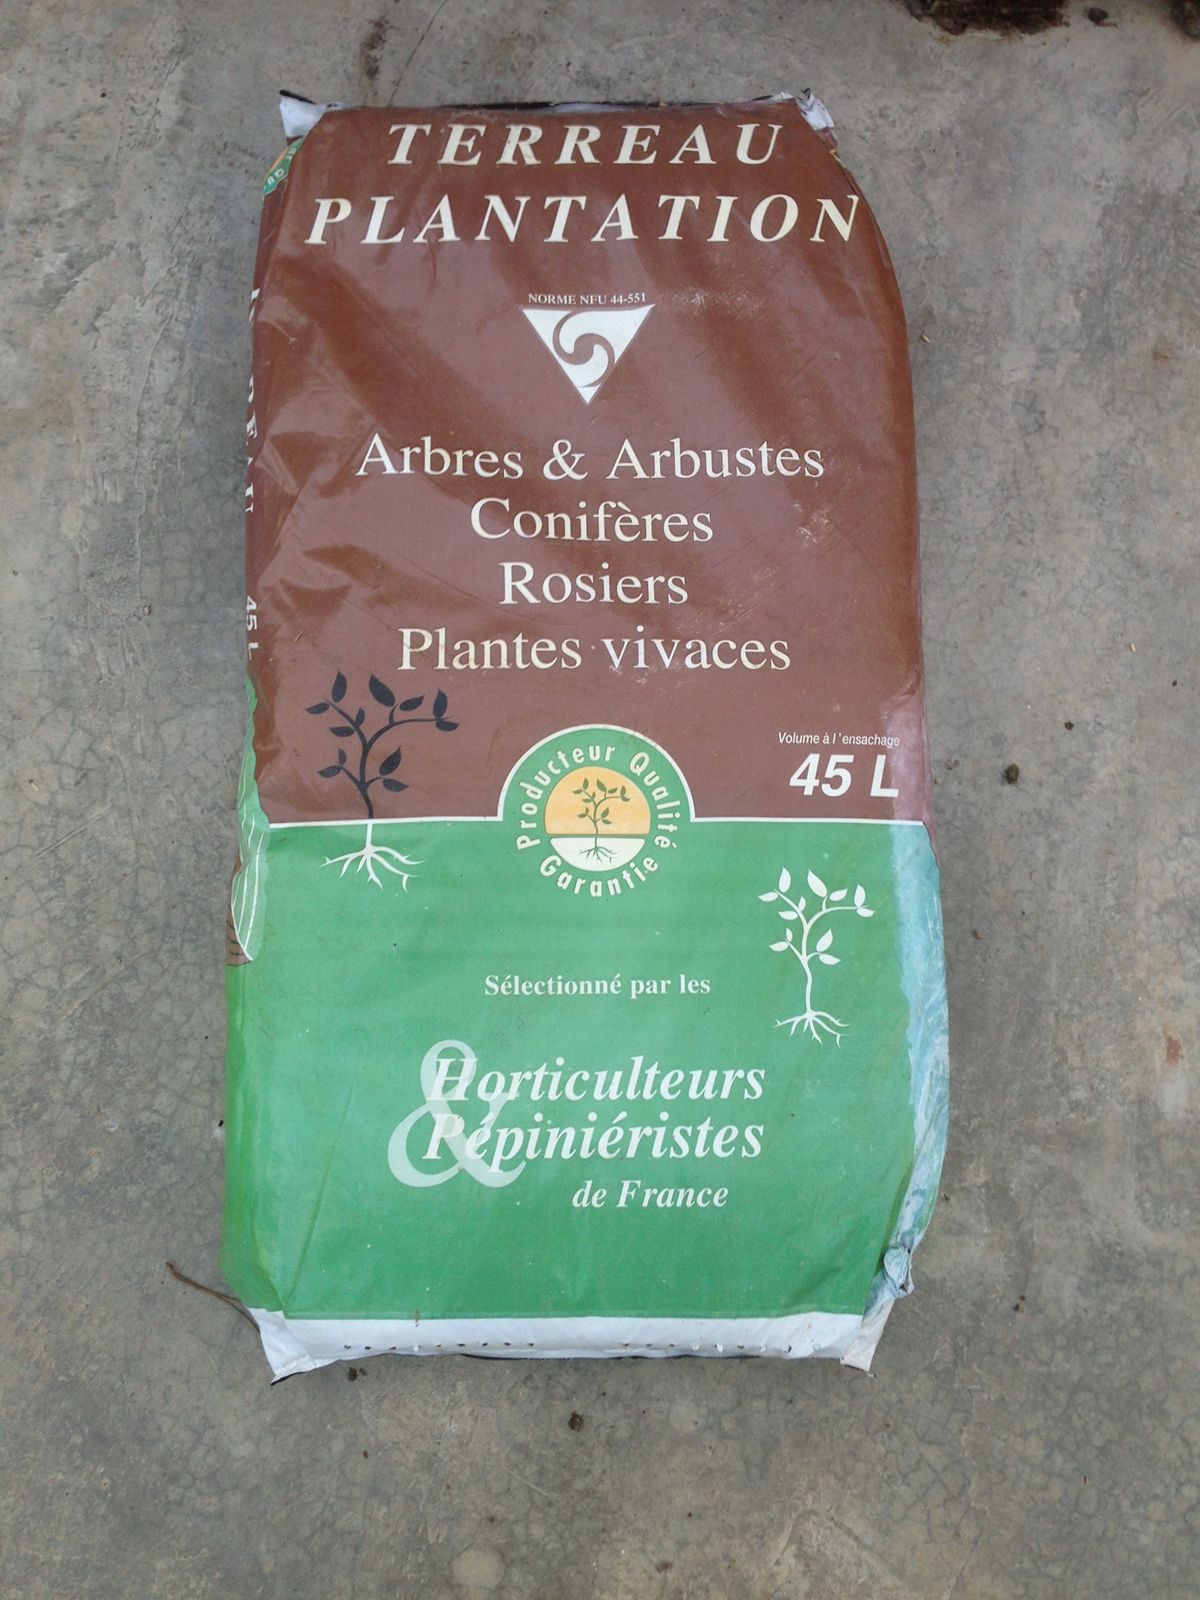 TERREAU
PLANTATION
NORME NFU 44-551
Arbres & Arbustes
Conifères
Rosiers
Plantes vivaces
Volume à l'ensachage
45 L
Producteur Qualité
Garantie
Sélectionné par les
Horticulteurs
& Pépiniéristes
de France
45 L